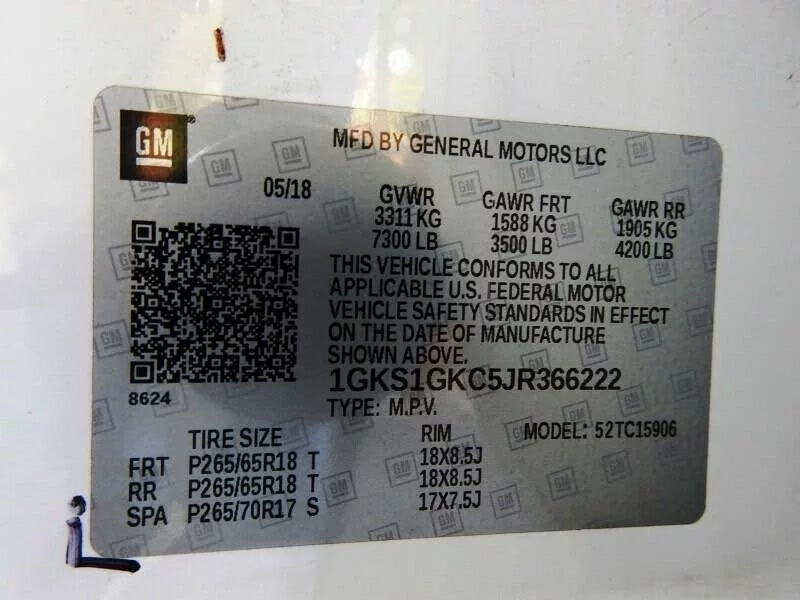 GM
MFD BY GENERAL MOTORS LLC
05/18
GVWR
3311 KG
7300 LB
GAWR FRT
1588 KG
3500 LB
GAWR RR
1905 KG
4200 LB
THIS VEHICLE CONFORMS TO ALL
APPLICABLE U.S. FEDERAL MOTOR
VEHICLE SAFETY STANDARDS IN EFFECT
ON THE DATE OF MANUFACTURE
SHOWN ABOVE.
1GKS1GKC5JR366222
8624
TYPE: M.P.V.
TIRE SIZE RIM MODEL: 52TC15906
FRT P265/65R18 T 18X8.5J
RR P265/65R18 T 18X8.5J
SPA P265/70R17 S 17X7.5J